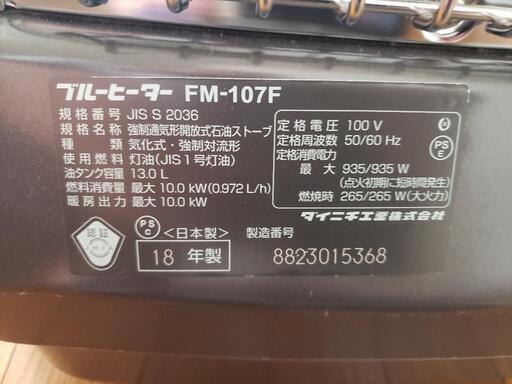 ブルーヒーター FM-107F
規格番号 JIS S 2036
規格名称 強制通気形開放式石油ストーブ
種類 気化式・強制対流形
使用燃料 灯油(JIS1号灯油)
油タンク容量 13.0L
燃料消費量 最大 10.0 kW(0.972 L/h)
暖房出力 最大 10.0 kW
定格電圧 100 V
定格周波数 50/60 Hz
定格消費電力
最大 935/935 W
(点火初期に短時間発生)
燃焼時 265/265 W(大火力)
ダイニチ工業株式会社
PS
E
認証
JHIA
PS
C
<日本製>
製造番号
18 年製
8823015368